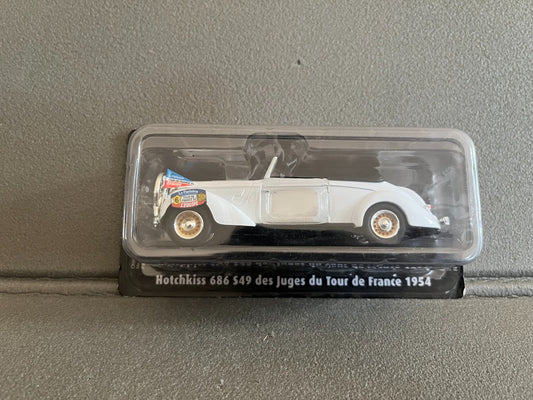 Hotchkiss 686 S49 des Juges du Tour de France 1954